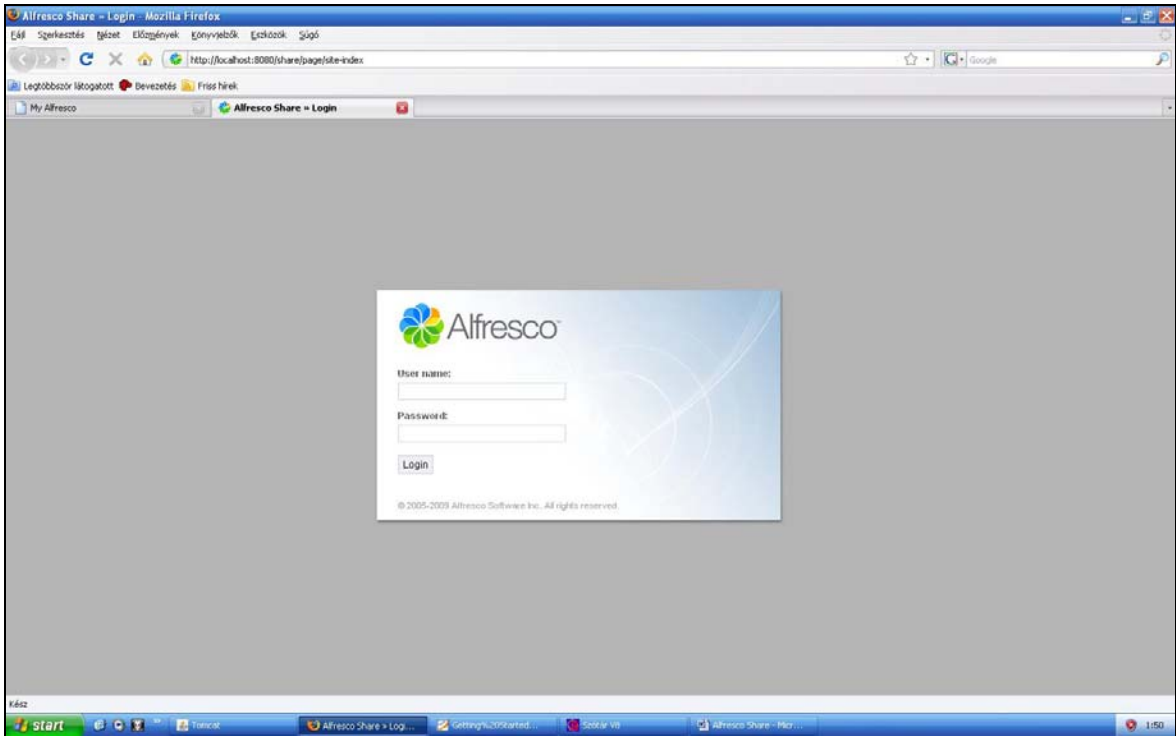 Alfresco Share » Login - Mozilla Firefox
Fájl Szerkesztés Nézet Előzmények Könyvjelzők Eszközök Súgó
http://localhost:8080/share/page/site-index
Google
Legtöbbször látogatott Bevezetés Friss hírek
My Alfresco Alfresco Share » Login
Alfresco
User name:
Password:
Login
© 2005-2009 Alfresco Software Inc. All rights reserved.
Kész
start Tomcat Alfresco Share » Logi... Getting%20Started... Szótár V8 Alfresco Share - Micr... 1:50